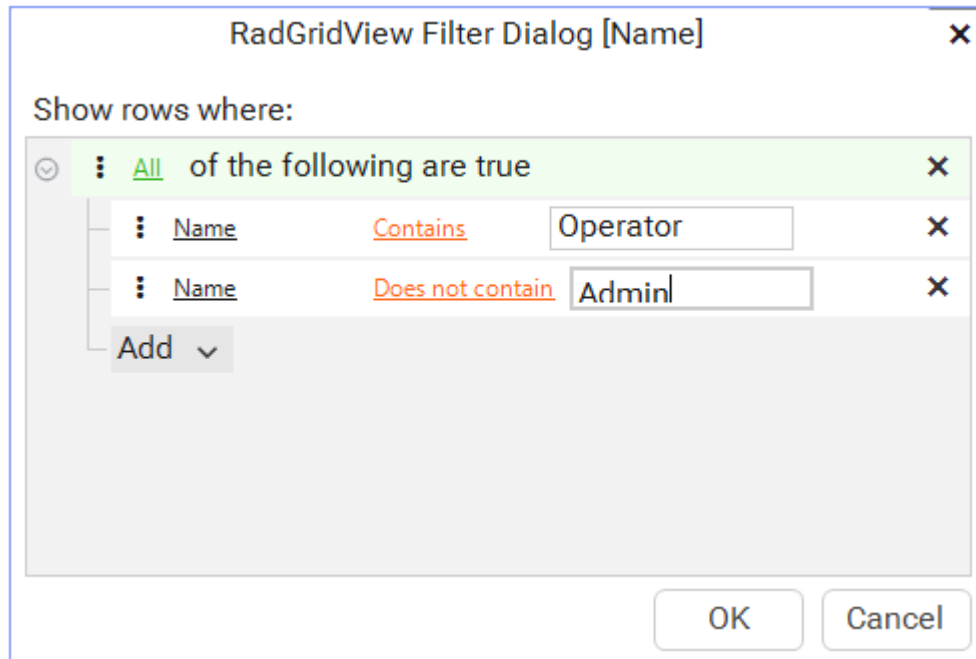 RadGridView Filter Dialog [Name]
Show rows where:
All of the following are true
Name Contains Operator
Name Does not contain Admin
Add
OK Cancel